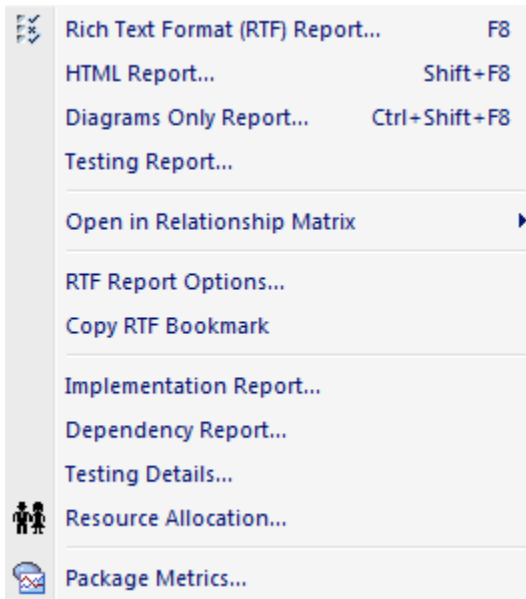 Rich Text Format (RTF) Report... F8
HTML Report... Shift+F8
Diagrams Only Report... Ctrl+Shift+F8
Testing Report...
Open in Relationship Matrix
RTF Report Options...
Copy RTF Bookmark
Implementation Report...
Dependency Report...
Testing Details...
Resource Allocation...
Package Metrics...